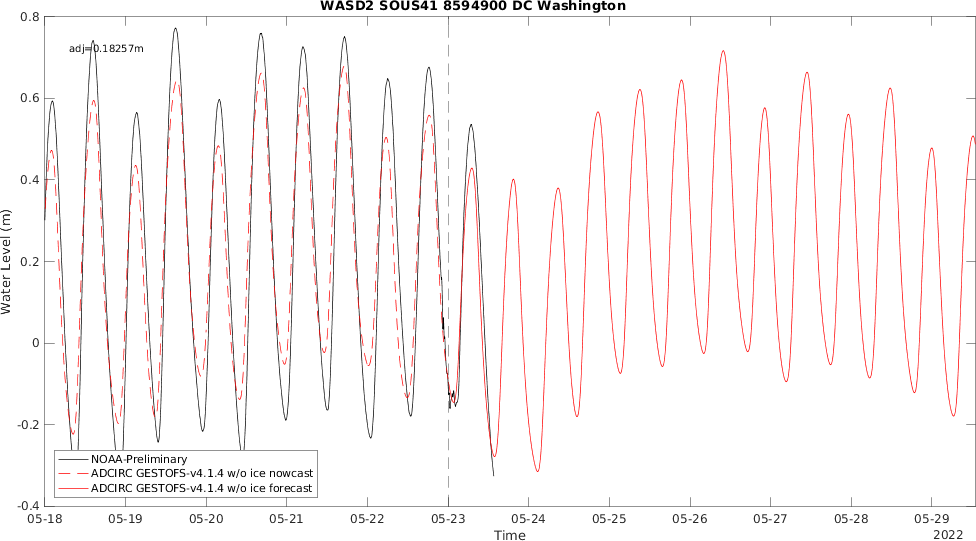 WASD2 SOUS41 8594900 DC Washington
0.8
adj=0.18257m
0.6
0.4
0.2
0
-0.2
-0.4
Water Level (m)
NOAA-Preliminary
ADCIRC GESTOFS-v4.1.4 w/o ice nowcast
ADCIRC GESTOFS-v4.1.4 w/o ice forecast
05-18 05-19 05-20 05-21 05-22 05-23 05-24 05-25 05-26 05-27 05-28 05-29
Time
2022